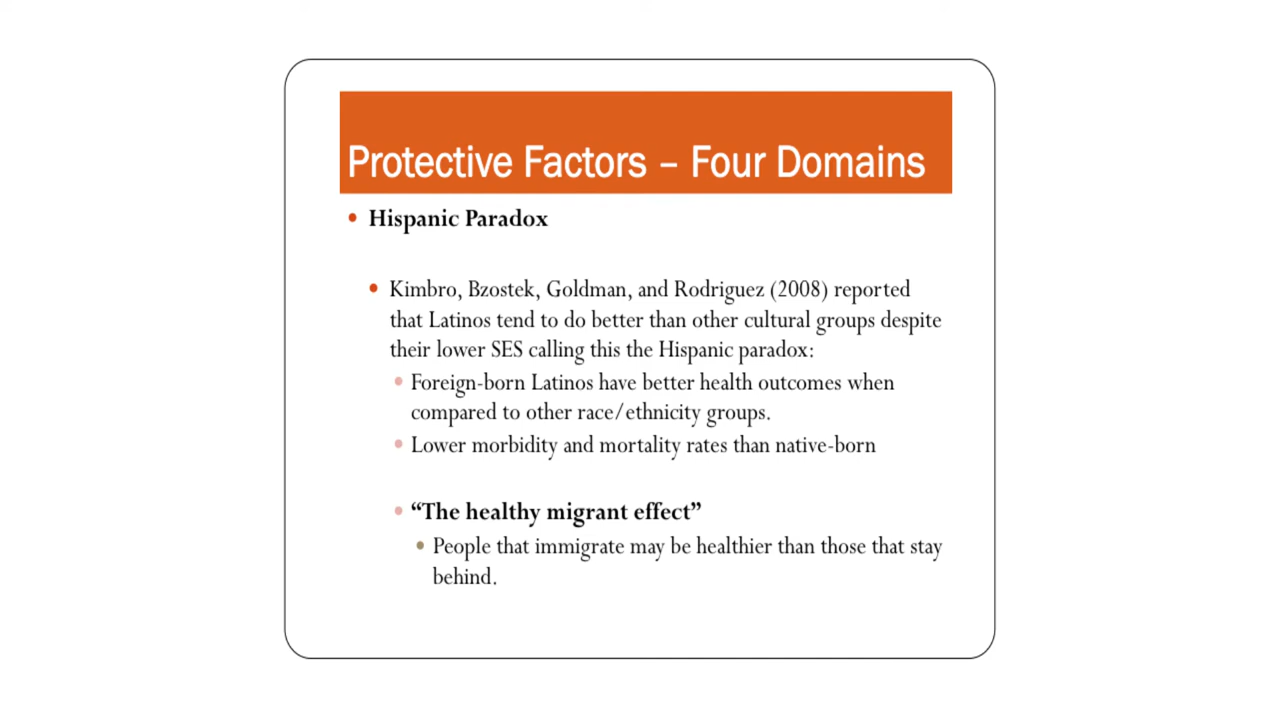 Protective Factors – Four Domains
• Hispanic Paradox
• Kimbro, Bzostek, Goldman, and Rodriguez (2008) reported
that Latinos tend to do better than other cultural groups despite
their lower SES calling this the Hispanic paradox:
• Foreign-born Latinos have better health outcomes when
compared to other race/ethnicity groups.
• Lower morbidity and mortality rates than native-born
• “The healthy migrant effect”
• People that immigrate may be healthier than those that stay
behind.